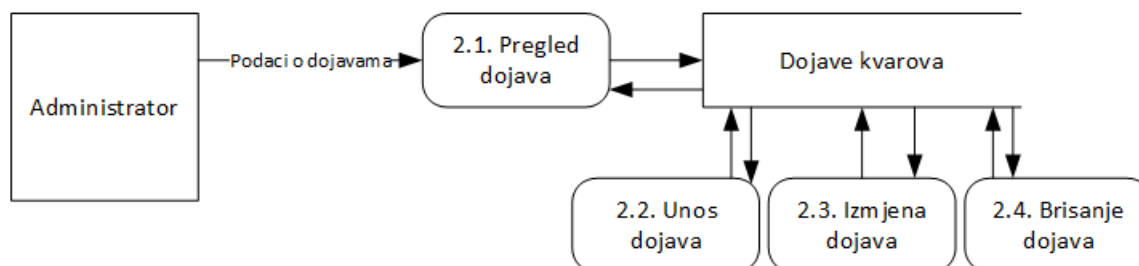 Administrator
Podaci o dojavama
2.1. Pregled
dojava
Dojave kvarova
2.2. Unos
dojava
2.3. Izmjena
dojava
2.4. Brisanje
dojava